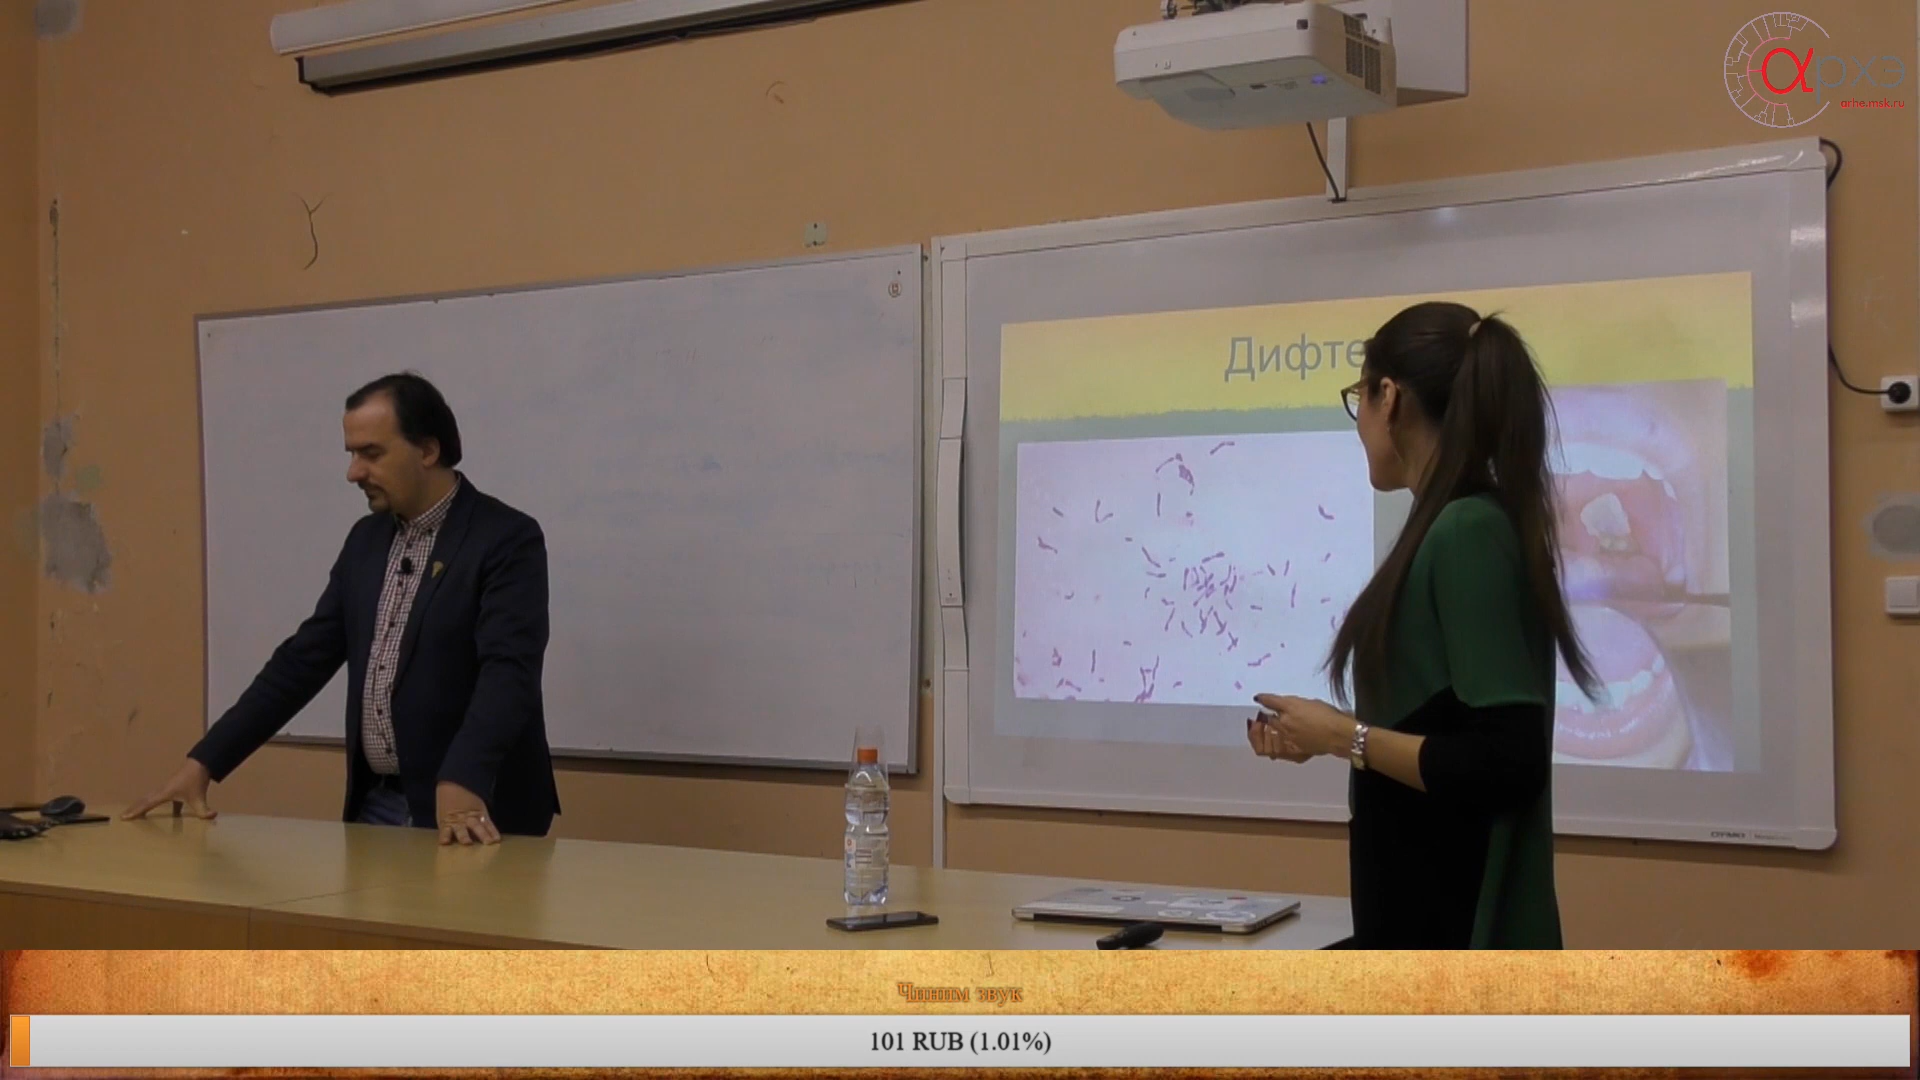 αрхэ
arhe.msk.ru
Дифте
Чиним звук
101 RUB (1.01%)